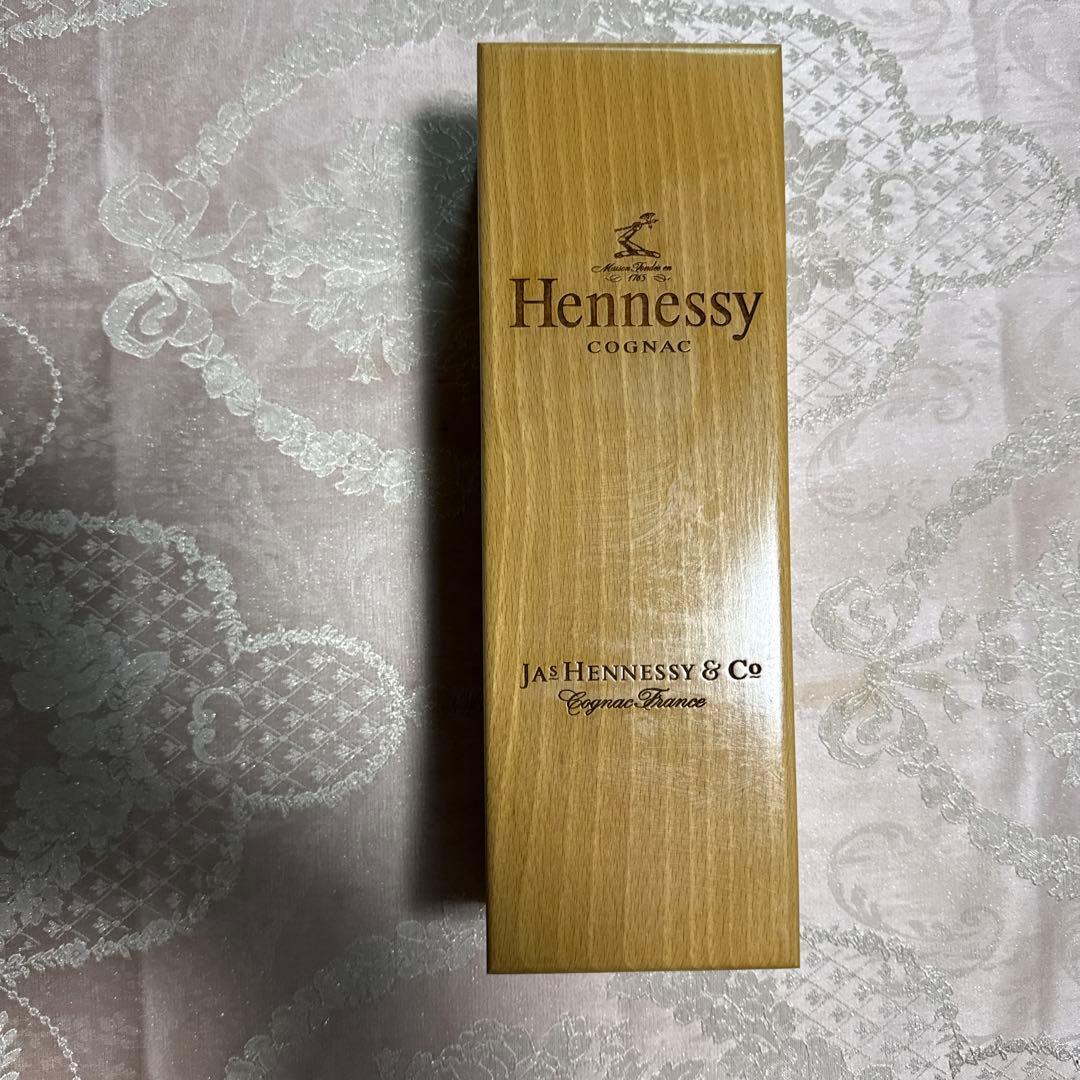 Maison Fondée en
1765
Hennessy
COGNAC
JAS HENNESSY & Co
Cognac France